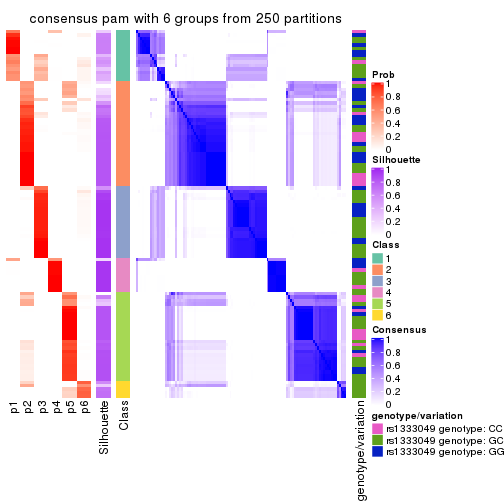 consensus pam with 6 groups from 250 partitions
Prob
1
0.8
0.6
0.4
0.2
0
Silhouette
1
0.8
0.6
0.4
0.2
0
Class
1
2
3
4
5
6
Consensus
1
0.8
0.6
0.4
0.2
0
genotype/variation
rs1333049 genotype: CC
rs1333049 genotype: GC
rs1333049 genotype: GG
p1
p2
p3
p4
p5
p6
Silhouette
Class
genotype/variation